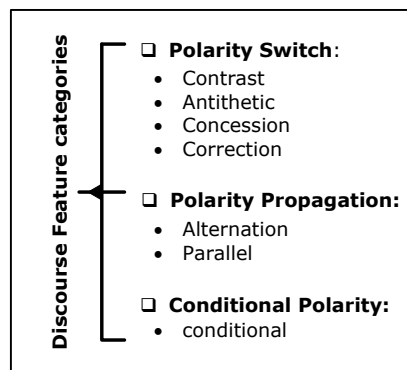 Discourse Feature categories
❑ Polarity Switch:
• Contrast
• Antithetic
• Concession
• Correction
❑ Polarity Propagation:
• Alternation
• Parallel
❑ Conditional Polarity:
• conditional